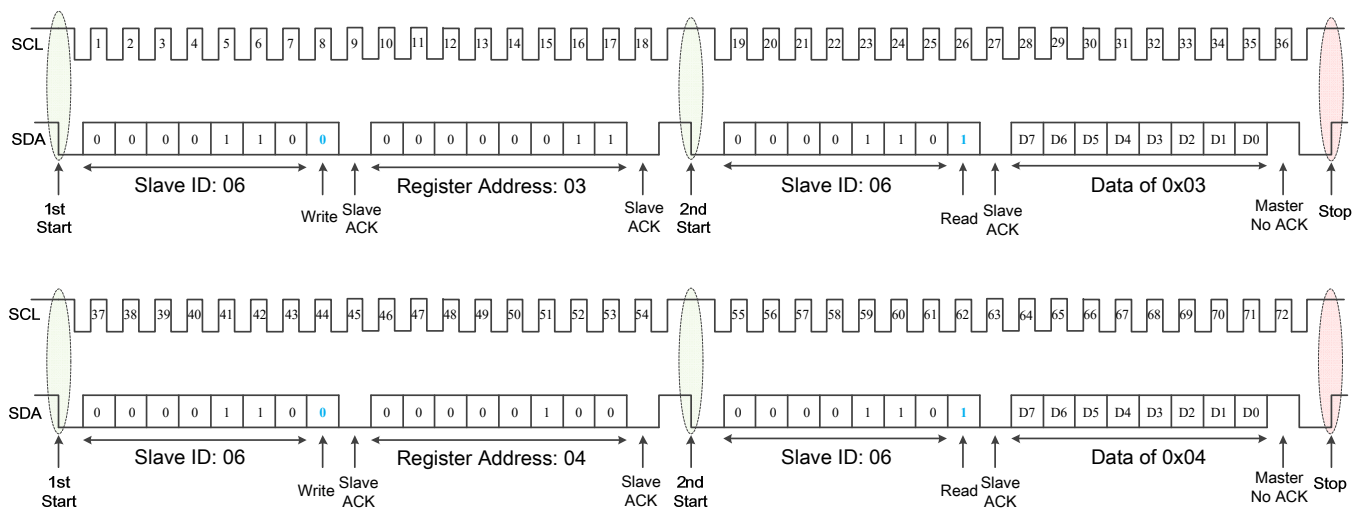 SCL 1 2 3 4 5 6 7 8 9 10 11 12 13 14 15 16 17 18 19 20 21 22 23 24 25 26 27 28 29 30 31 32 33 34 35 36
SDA 0 0 0 0 1 1 0 0 0 0 0 0 0 0 1 1 0 0 0 0 1 1 0 1 D7 D6 D5 D4 D3 D2 D1 D0
Slave ID: 06 Register Address: 03 Slave ID: 06 Data of 0x03
1st Start Write Slave ACK Slave ACK 2nd Start Read Slave ACK Master No ACK Stop
SCL 37 38 39 40 41 42 43 44 45 46 47 48 49 50 51 52 53 54 55 56 57 58 59 60 61 62 63 64 65 66 67 68 69 70 71 72
SDA 0 0 0 0 1 1 0 0 0 0 0 0 0 1 0 0 0 0 0 0 1 1 0 1 D7 D6 D5 D4 D3 D2 D1 D0
Slave ID: 06 Register Address: 04 Slave ID: 06 Data of 0x04
1st Start Write Slave ACK Slave ACK 2nd Start Read Slave ACK Master No ACK Stop